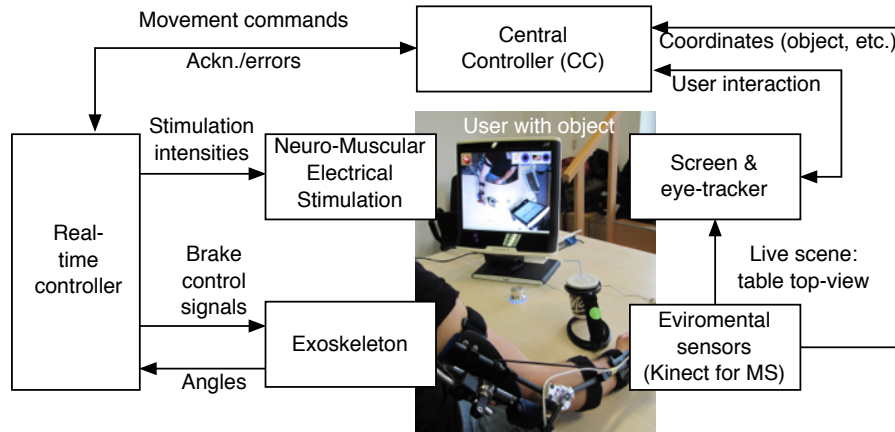 Movement commands
Ackn./errors
Central
Controller (CC)
Coordinates (object, etc.)
User interaction
Stimulation
intensities
Neuro-Muscular
Electrical
Stimulation
User with object
Screen &
eye-tracker
Real-
time
controller
Brake
control
signals
Live scene:
table top-view
Exoskeleton
Angles
Eviromental
sensors
(Kinect for MS)